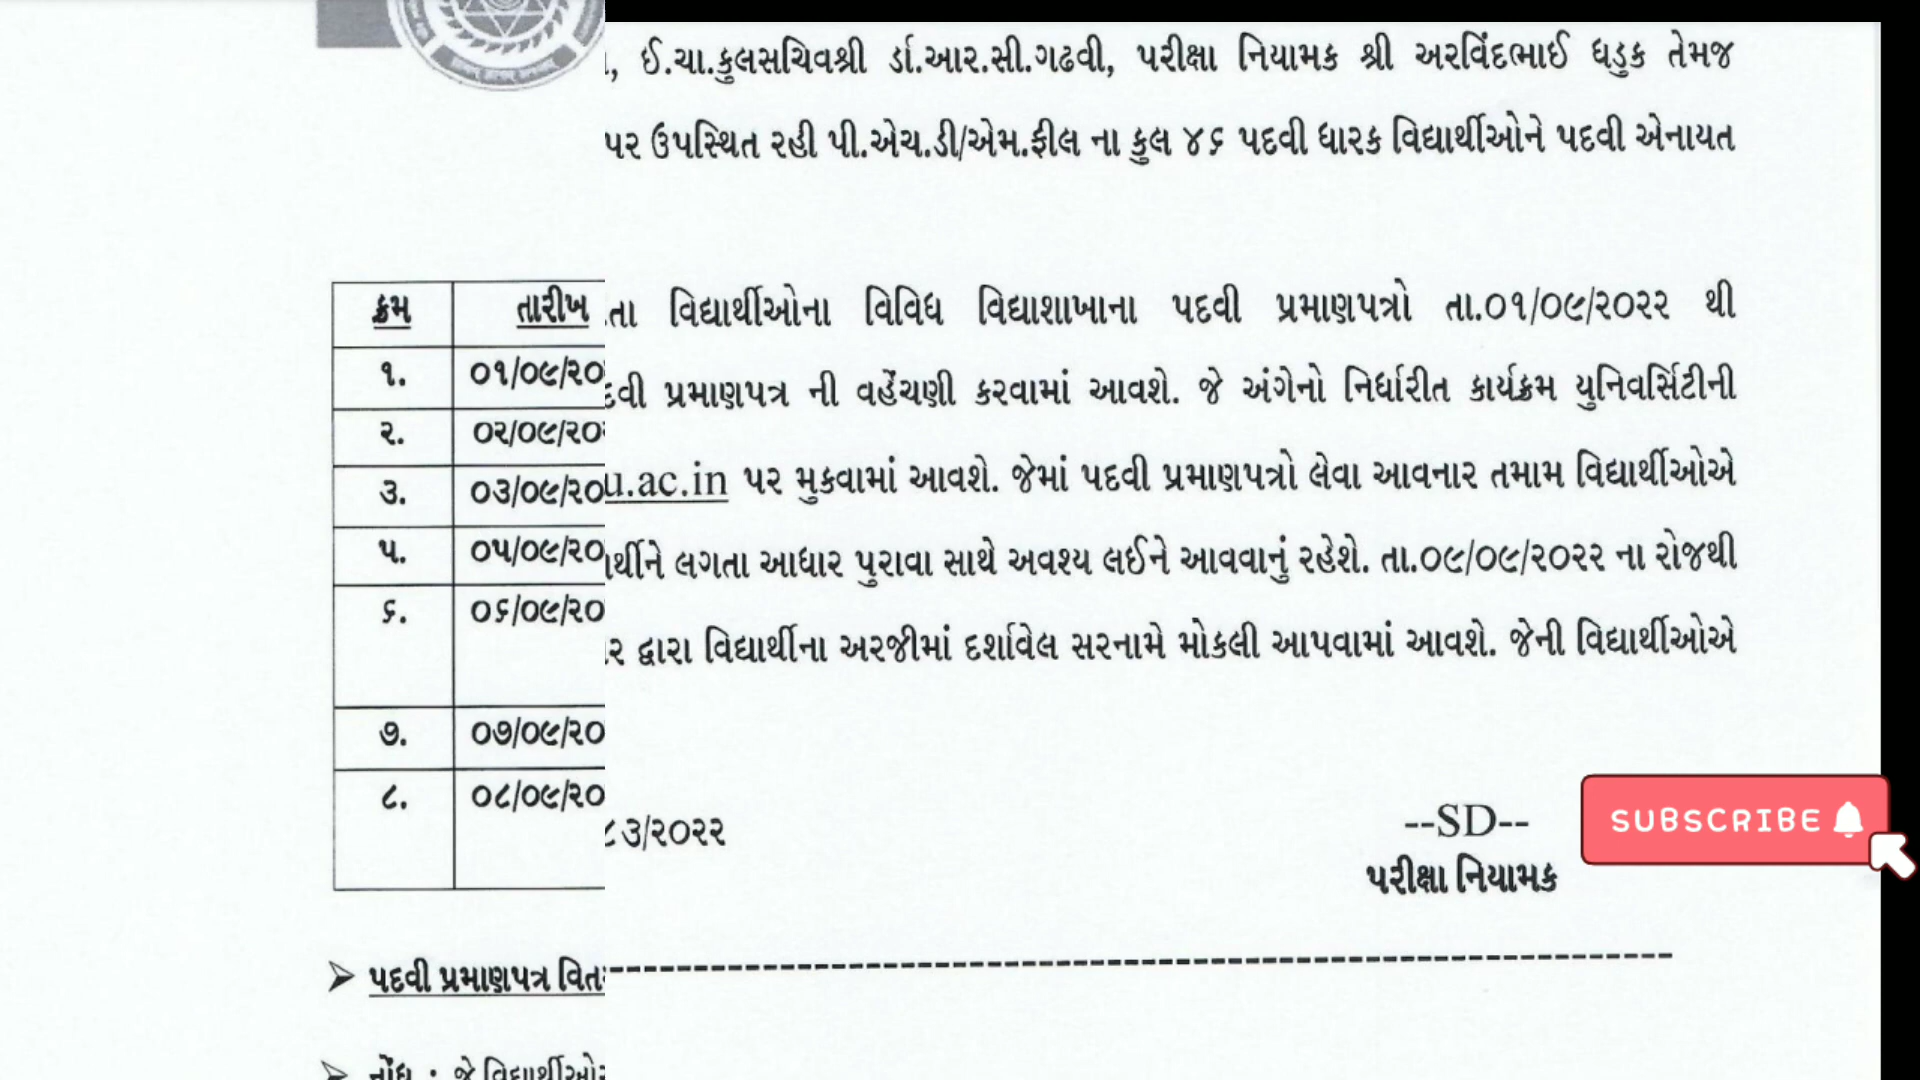 ક્રમ તારીખ
૧. ૦૧/૦૯/૨૦
૨. ૦૨/૦૯/૨૦
૩. ૦૩/૦૯/૨૦
૫. ૦૫/૦૯/૨૦
૬. ૦૬/૦૯/૨૦
૭. ૦૭/૦૯/૨૦
૮. ૦૮/૦૯/૨૦
➤ પદવી પ્રમાણપત્ર
➤ નોંધ : જે
ઈ.ચા.કુલસચિવશ્રી ર્ડા.આર.સી.ગઢવી, પરીક્ષા નિયામક શ્રી અરવિંદભાઈ ધડુક તેમજ
પર ઉપસ્થિત રહી પી.એચ.ડી/એમ.ફીલ ના કુલ ૪૬ પદવી ધારક વિદ્યાર્થીઓને પદવી એનાયત
વિદ્યાર્થીઓના વિવિધ વિદ્યાશાખાના પદવી પ્રમાણપત્રો તા.૦૧/૦૯/૨૦૨૨ થી
પ્રમાણપત્ર ની વહેંચણી કરવામાં આવશે. જે અંગેનો નિર્ધારીત કાર્યક્રમ યુનિવર્સિટીની
u.ac.in પર મુકવામાં આવશે. જેમાં પદવી પ્રમાણપત્રો લેવા આવનાર તમામ વિદ્યાર્થીઓએ
લગતા આધાર પુરાવા સાથે અવશ્ય લઈને આવવાનું રહેશે. તા.૦૯/૦૯/૨૦૨૨ ના રોજથી
દ્વારા વિદ્યાર્થીના અરજીમાં દર્શાવેલ સરનામે મોકલી આપવામાં આવશે. જેની વિદ્યાર્થીઓએ
૮૩/૨૦૨૨
--SD--
પરીક્ષા નિયામક
SUBSCRIBE